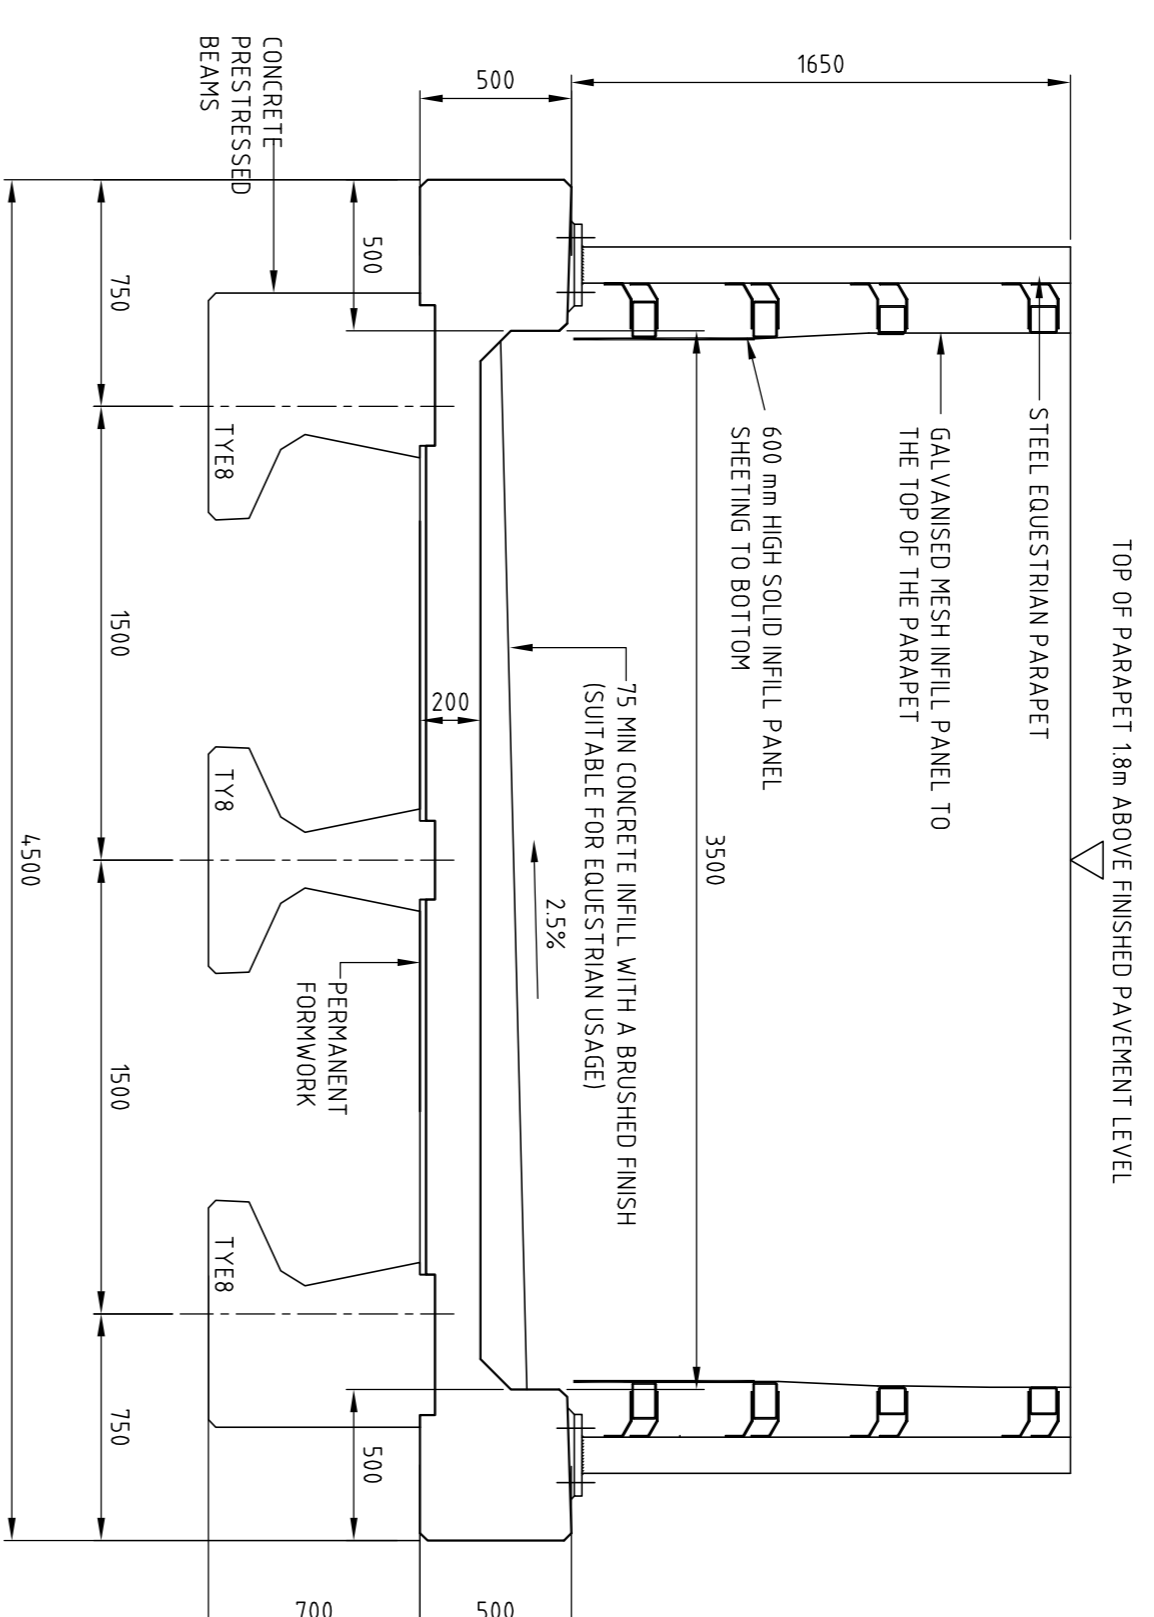 TOP OF PARAPET 1.8m ABOVE FINISHED PAVEMENT LEVEL
STEEL EQUESTRIAN PARAPET
GALVANISED MESH INFILL PANEL TO
THE TOP OF THE PARAPET
600 mm HIGH SOLID INFILL PANEL
SHEETING TO BOTTOM
1650
3500
75 MIN CONCRETE INFILL WITH A BRUSHED FINISH
(SUITABLE FOR EQUESTRIAN USAGE)
2.5%
500
200
500
500
500
700
PERMANENT
FORMWORK
CONCRETE
PRESTRESSED
BEAMS
TYE8
TY8
TYE8
750
1500
1500
750
4500